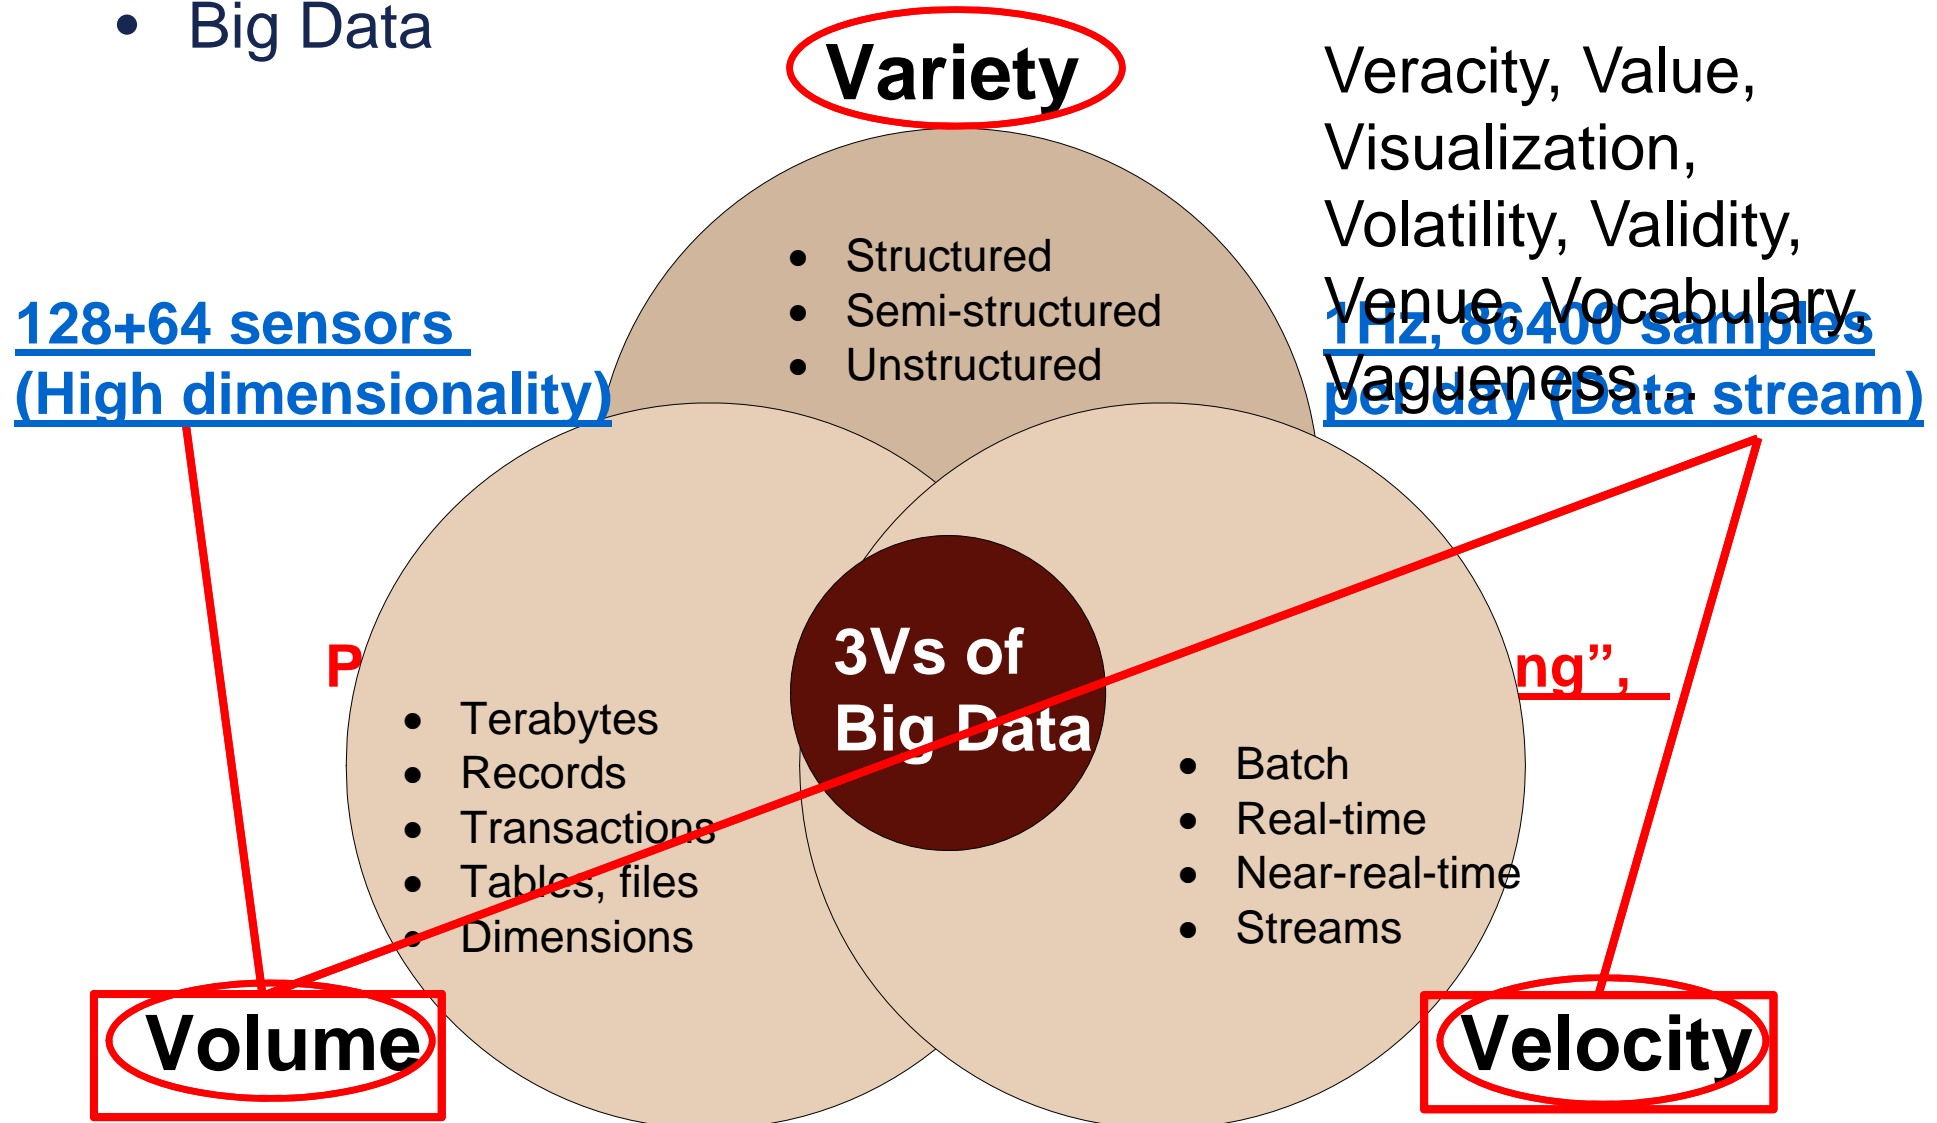 • Big Data
Variety
Veracity, Value,
Visualization,
Volatility, Validity,
Venue, Vocabulary,
Vagueness…
• Structured
• Semi-structured
• Unstructured
128+64 sensors
(High dimensionality)
1Hz, 86400 samples
per day (Data stream)
3Vs of
Big Data
P
ng”,
• Terabytes
• Records
• Transactions
• Tables, files
• Dimensions
• Batch
• Real-time
• Near-real-time
• Streams
Volume
Velocity